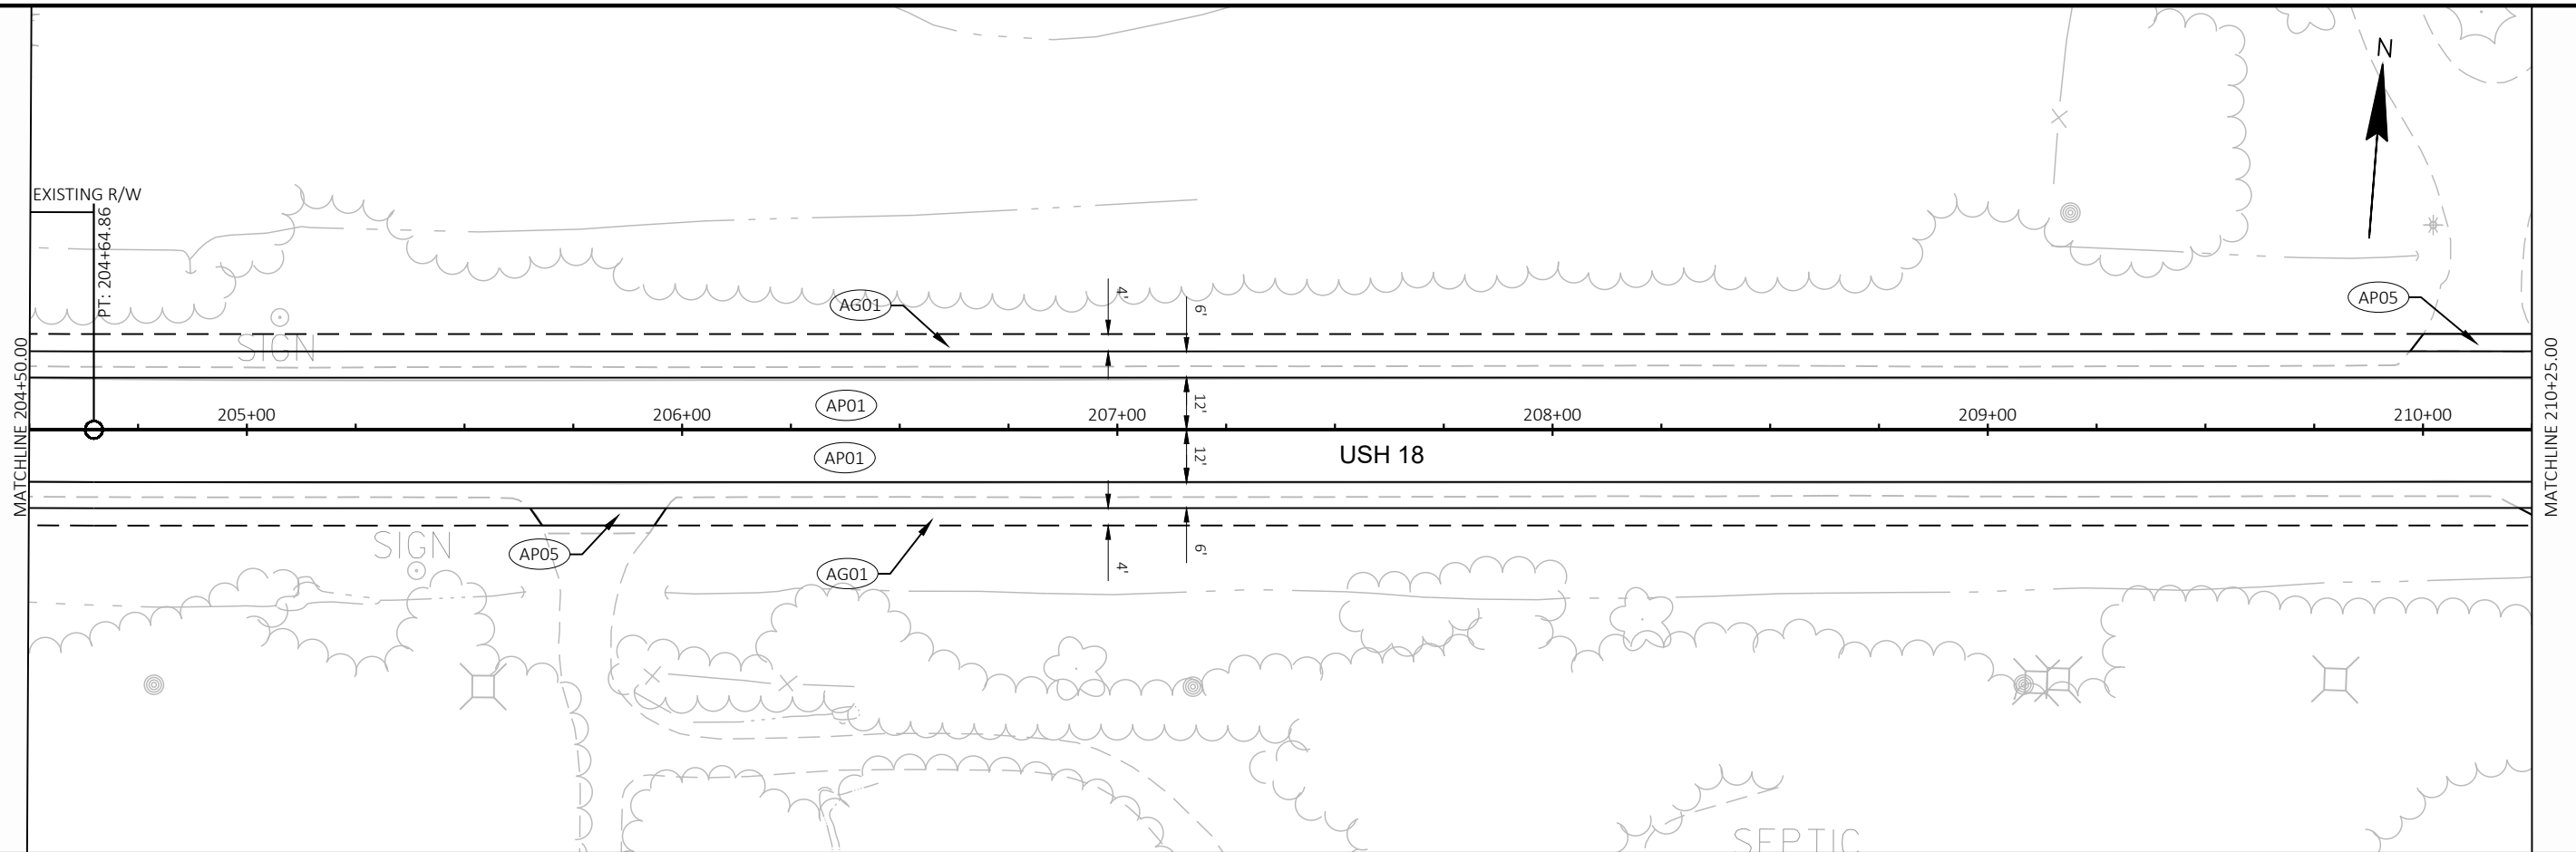 N
EXISTING R/W
PT: 204+64.86
AG01
4'
6'
AP05
SIGN
MATCHLINE 204+50.00
MATCHLINE 210+25.00
AP01
12'
205+00
206+00
207+00
208+00
209+00
210+00
AP01
12'
USH 18
SIGN
AP05
AG01
4'
6'
SEPTIC